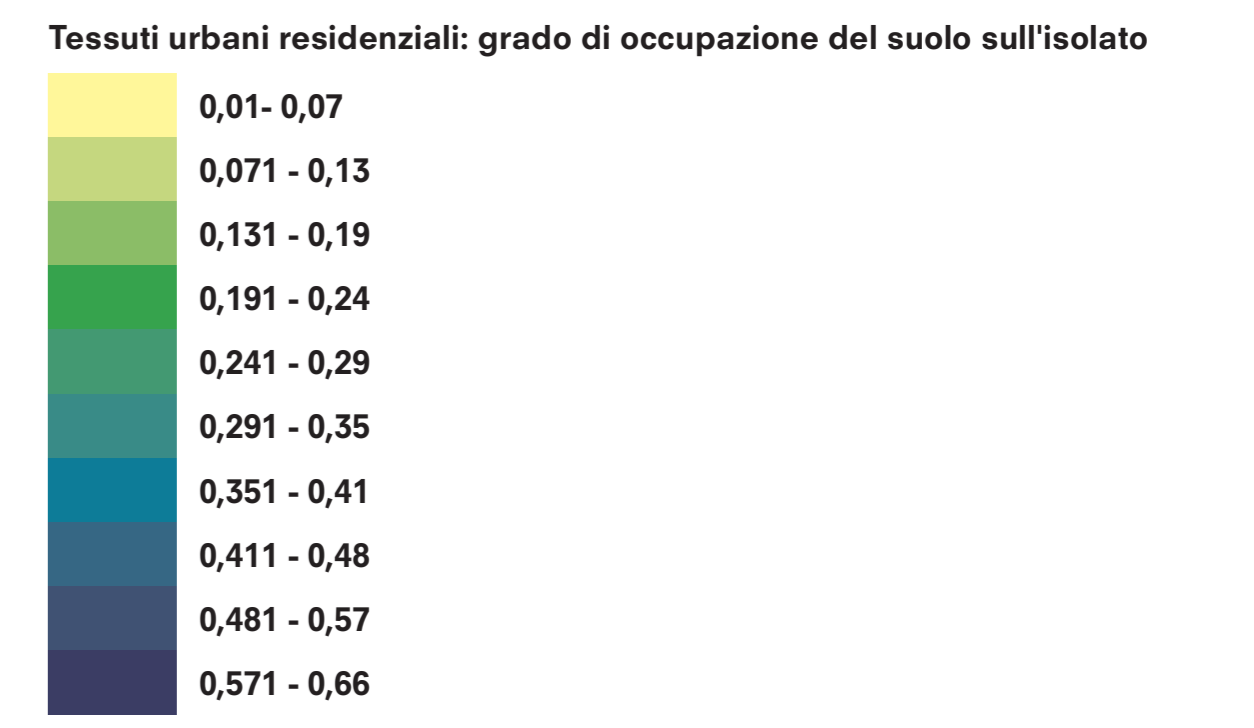 Tessuti urbani residenziali: grado di occupazione del suolo sull'isolato
0,01- 0,07
0,071 - 0,13
0,131 - 0,19
0,191 - 0,24
0,241 - 0,29
0,291 - 0,35
0,351 - 0,41
0,411 - 0,48
0,481 - 0,57
0,571 - 0,66